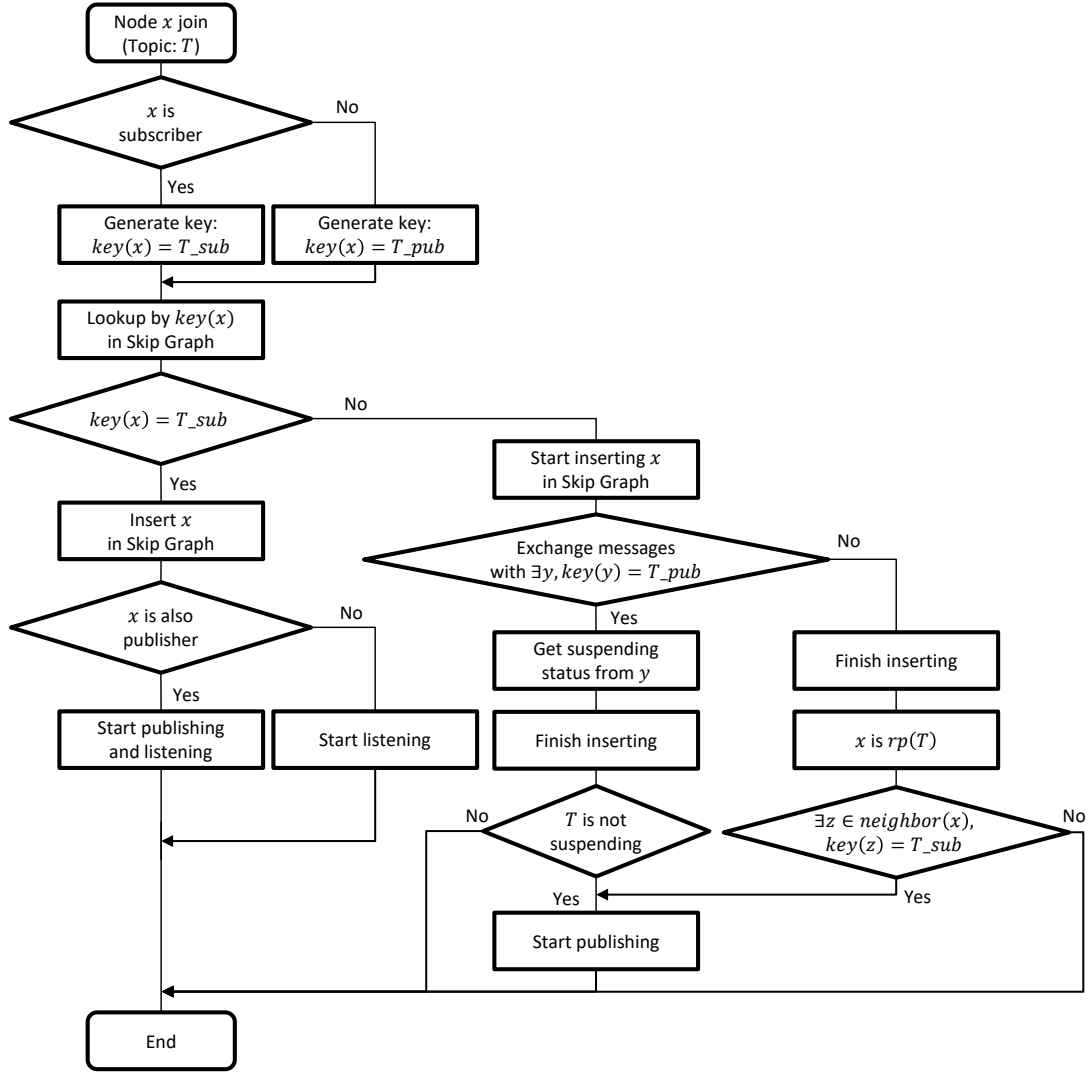 Node 𝑥 join
(Topic: 𝑇)
𝑥 is
subscriber
No
Yes
Generate key:
𝑘𝑒𝑦(𝑥) = 𝑇_𝑠𝑢𝑏
Generate key:
𝑘𝑒𝑦(𝑥) = 𝑇_𝑝𝑢𝑏
Lookup by 𝑘𝑒𝑦(𝑥)
in Skip Graph
𝑘𝑒𝑦(𝑥) = 𝑇_𝑠𝑢𝑏
No
Yes
Start inserting 𝑥
in Skip Graph
Insert 𝑥
in Skip Graph
Exchange messages
with ∃𝑦, 𝑘𝑒𝑦(𝑦) = 𝑇_𝑝𝑢𝑏
No
Yes
𝑥 is also
publisher
No
Yes
Get suspending
status from 𝑦
Finish inserting
Start publishing
and listening
Start listening
Finish inserting
𝑥 is 𝑟𝑝(𝑇)
No
𝑇 is not
suspending
∃𝑧 ∈ 𝑛𝑒𝑖𝑔ℎ𝑏𝑜𝑟(𝑥),
𝑘𝑒𝑦(𝑧) = 𝑇_𝑠𝑢𝑏
No
Yes
Yes
Start publishing
End